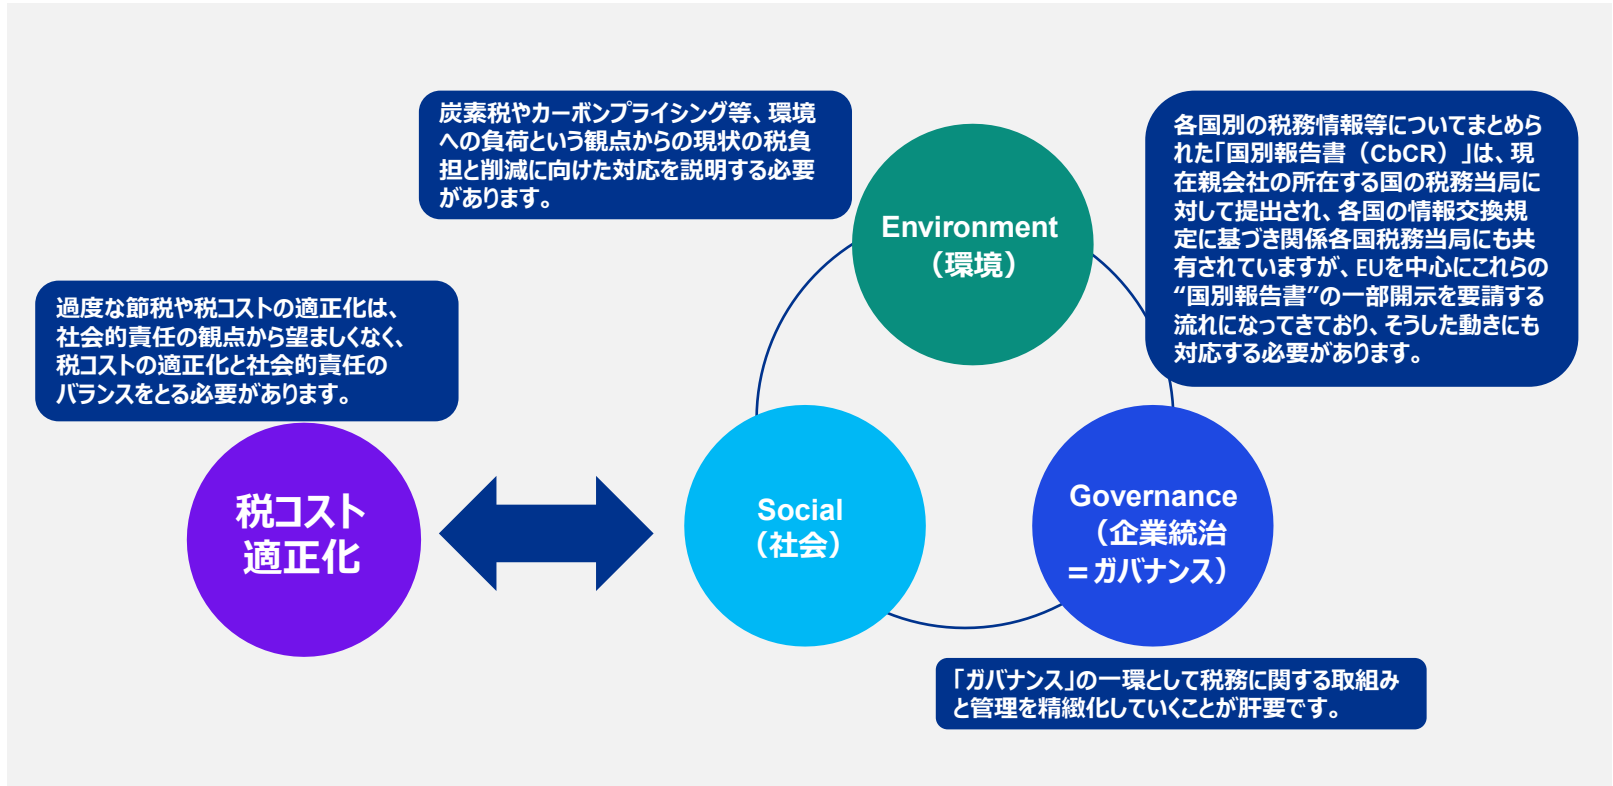 炭素税やカーボンプライシング等、環境
への負荷という観点からの現状の税負
担と削減に向けた対応を説明する必要
があります。
各国別の税務情報等についてまとめら
れた「国別報告書（CbCR）」は、現
在親会社の所在する国の税務当局に
対して提出され、各国の情報交換規
定に基づき関係各国税務当局にも共
有されていますが、EUを中心にこれらの
“国別報告書”の一部開示を要請する
流れになってきており、そうした動きにも
対応する必要があります。
Environment
（環境）
過度な節税や税コストの適正化は、
社会的責任の観点から望ましくなく、
税コストの適正化と社会的責任の
バランスをとる必要があります。
税コスト
適正化
Social
（社会）
Governance
（企業統治
＝ガバナンス）
「ガバナンス」の一環として税務に関する取組み
と管理を精緻化していくことが肝要です。